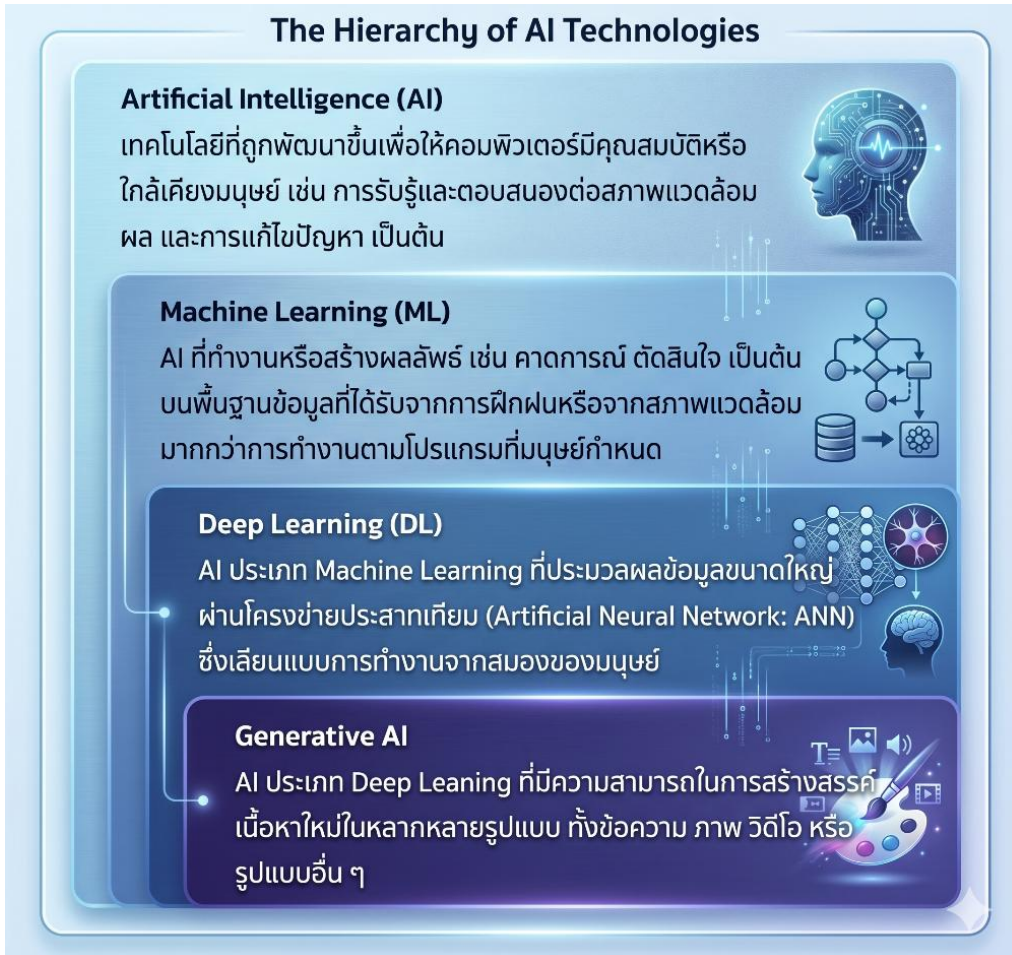 The Hierarchy of AI Technologies
Artificial Intelligence (AI)
เทคโนโลยีที่ถูกพัฒนาขึ้นเพื่อให้คอมพิวเตอร์มีคุณสมบัติหรือ
ใกล้เคียงมนุษย์ เช่น การรับรู้และตอบสนองต่อสภาพแวดล้อม
ผล และการแก้ไขปัญหา เป็นต้น
Machine Learning (ML)
AI ที่ทำงานหรือสร้างผลลัพธ์ เช่น คาดการณ์ ตัดสินใจ เป็นต้น
บนพื้นฐานข้อมูลที่ได้รับจากการฝึกฝนหรือจากสภาพแวดล้อม
มากกว่าการทำงานตามโปรแกรมที่มนุษย์กำหนด
Deep Learning (DL)
AI ประเภท Machine Learning ที่ประมวลผลข้อมูลขนาดใหญ่
ผ่านโครงข่ายประสาทเทียม (Artificial Neural Network: ANN)
ซึ่งเลียนแบบการทำงานจากสมองของมนุษย์
Generative AI
AI ประเภท Deep Leaning ที่มีความสามารถในการสร้างสรรค์
เนื้อหาใหม่ในหลากหลายรูปแบบ ทั้งข้อความ ภาพ วิดีโอ หรือ
รูปแบบอื่น ๆ